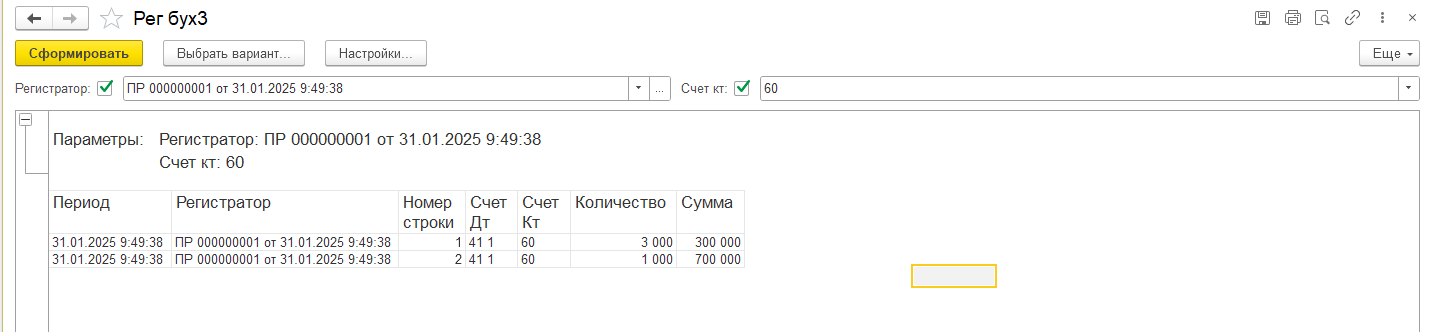 Рег бух3
Сформировать
Выбрать вариант...
Настройки...
Еще
Регистратор:
ПР 000000001 от 31.01.2025 9:49:38
...
Счет кт:
60
Параметры: Регистратор: ПР 000000001 от 31.01.2025 9:49:38
Счет кт: 60
Период Регистратор Номер строки Счет Дт Счет Кт Количество Сумма
31.01.2025 9:49:38 ПР 000000001 от 31.01.2025 9:49:38 1 41 1 60 3 000 300 000
31.01.2025 9:49:38 ПР 000000001 от 31.01.2025 9:49:38 2 41 1 60 1 000 700 000